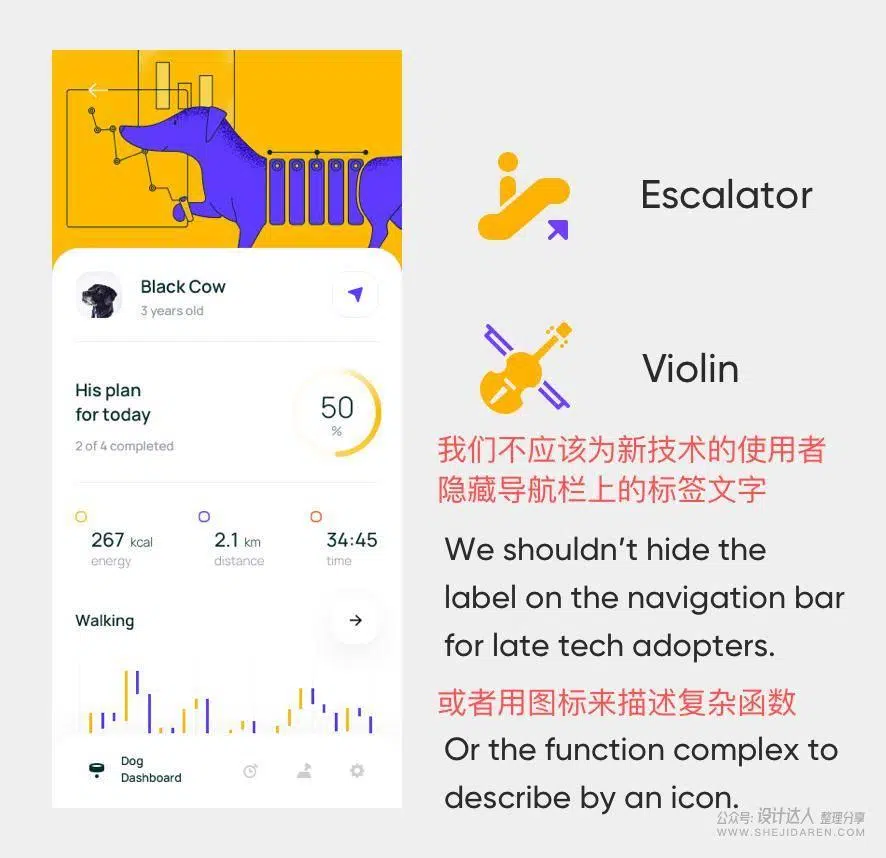 Black Cow
3 years old
His plan
for today
2 of 4 completed
50
%
267 kcal
energy
2.1 km
distance
34:45
time
Walking
Dog
Dashboard
Escalator
Violin
我们不应该为新技术的使用者
隐藏导航栏上的标签文字
We shouldn’t hide the
label on the navigation bar
for late tech adopters.
或者用图标来描述复杂函数
Or the function complex to
describe by an icon.
公众号: 设计达人 整理分享
WWW.SHEJIDAREN.COM